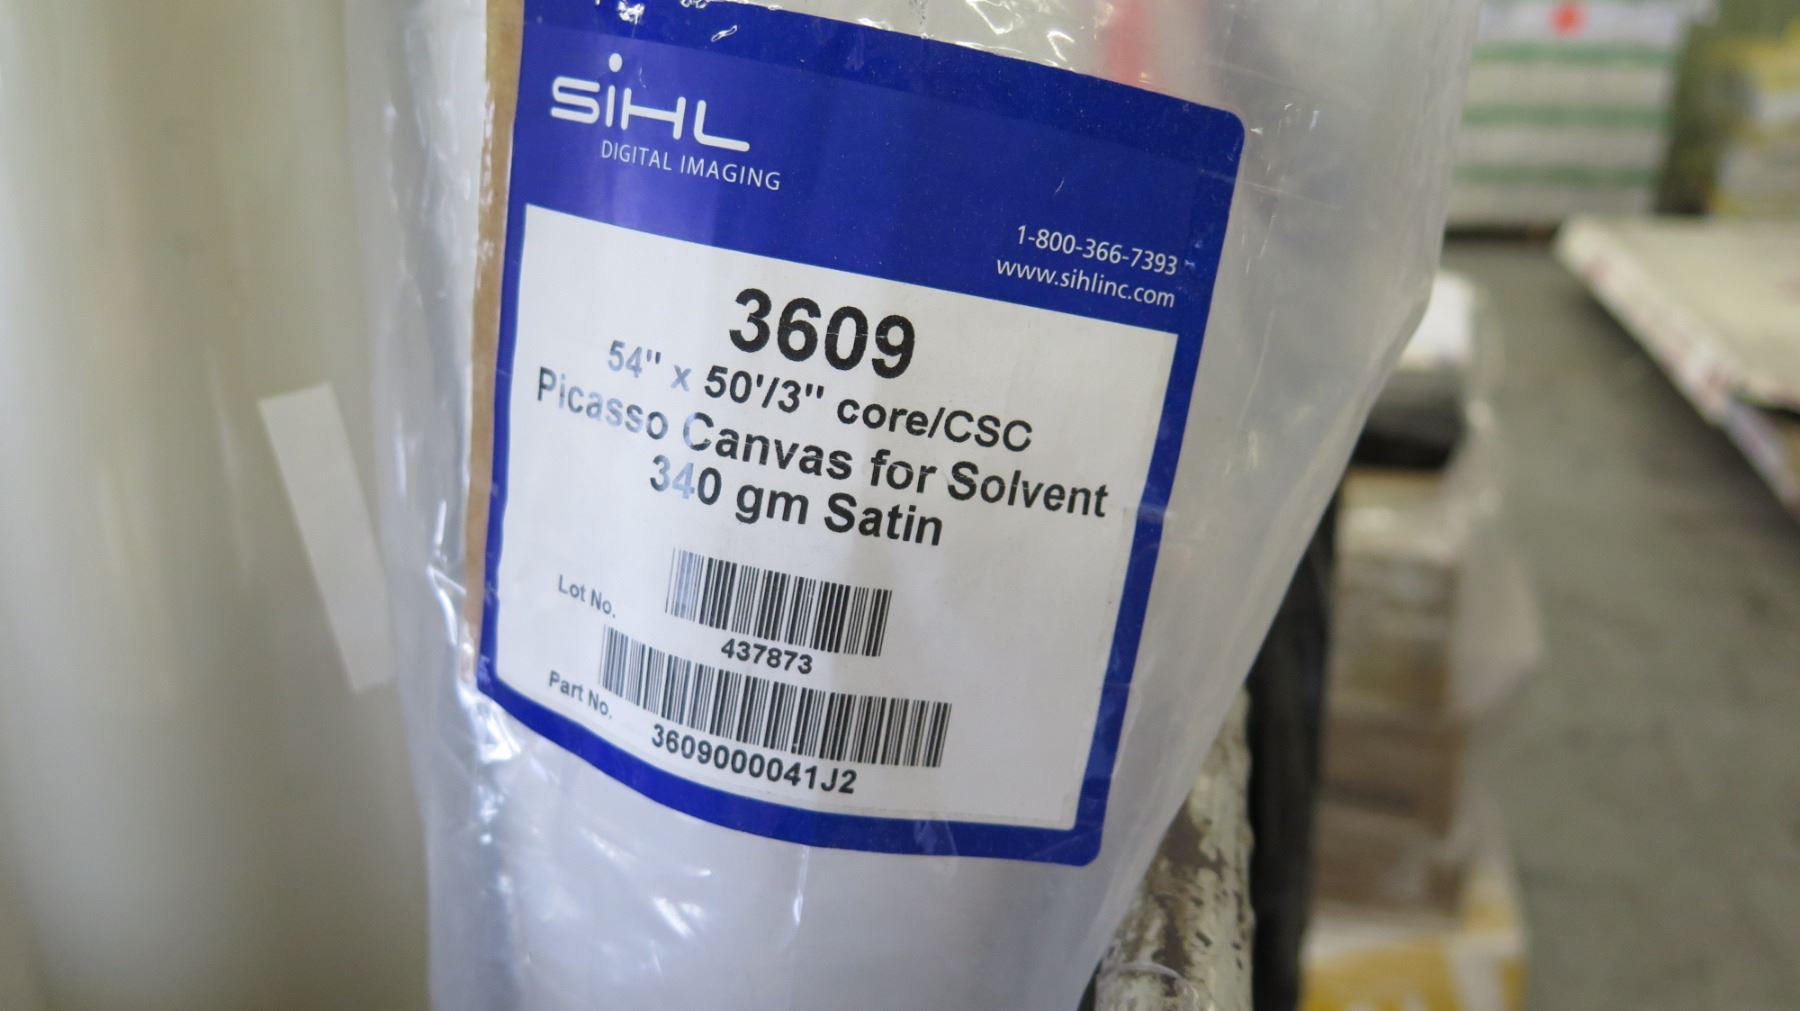 SiHL
DIGITAL IMAGING
1-800-366-7393
www.sihlinc.com
3609
54" x 50'/3" core/CSC
Picasso Canvas for Solvent
340 gm Satin
Lot No.
437873
Part No.
3609000041J2